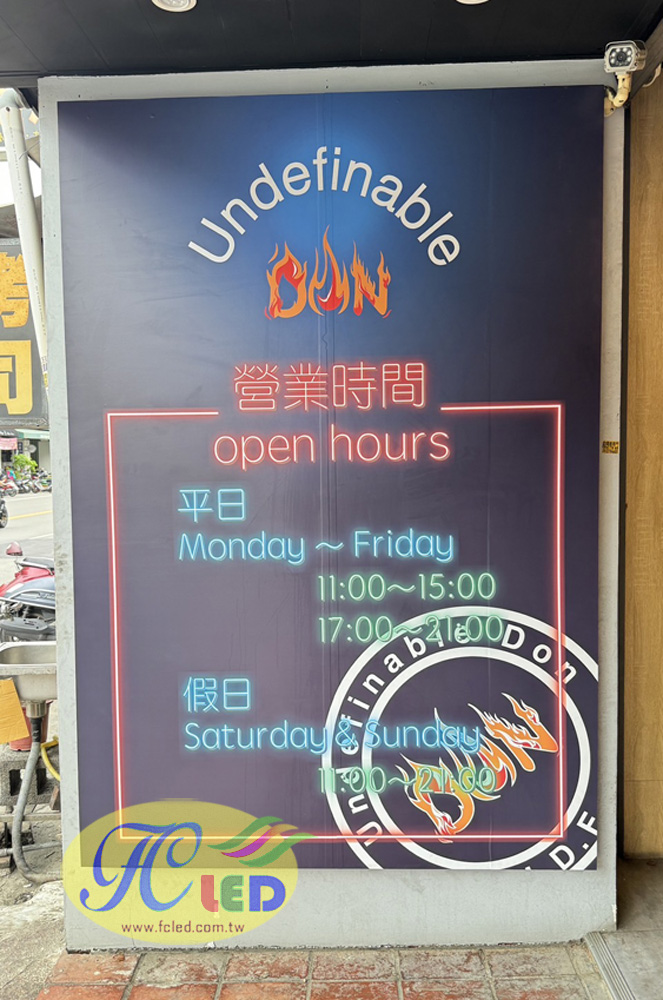 Undefinable
DON
營業時間
open hours
平日
Monday ~ Friday
11:00~15:00
17:00~21:00
假日
Saturday & Sunday
11:00~21:00
Undefinable Don
DON
D.F
FC LED
www.fcled.com.tw
司